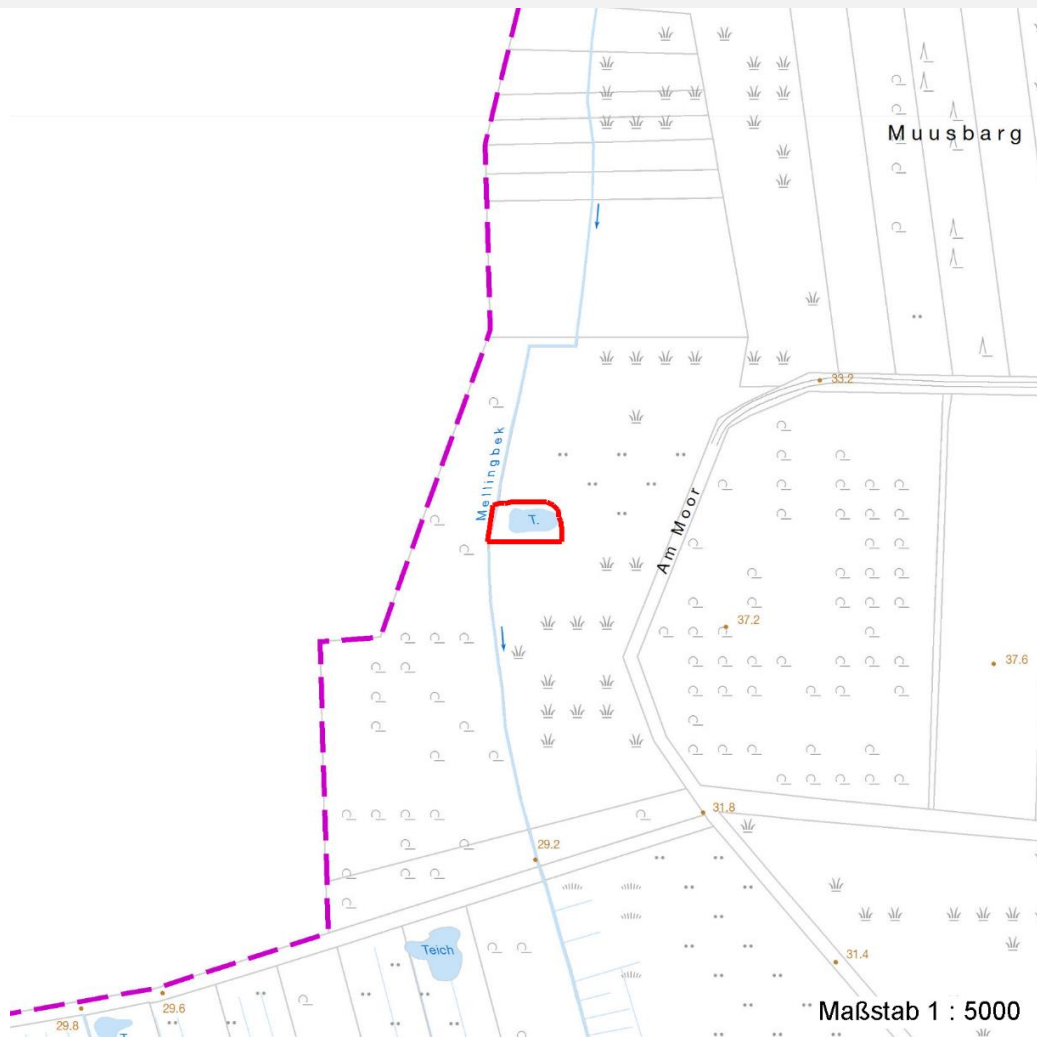 Muusbarg
33.2
Mellingbek
T.
Am Moor
37.2
37.6
31.8
29.2
Teich
31.4
29.6
29.8
T
Maßstab 1 : 5000